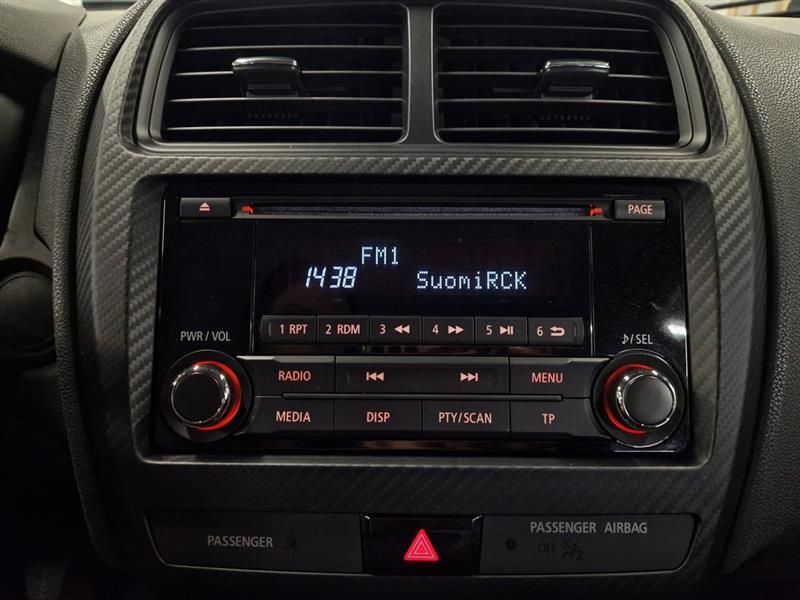 PAGE
FM1
1438 SuomiRCK
1 RPT 2 RDM 3 4 5 6
PWR / VOL
♪/SEL
RADIO MENU
MEDIA DISP PTY/SCAN TP
PASSENGER
PASSENGER AIRBAG
OFF 2